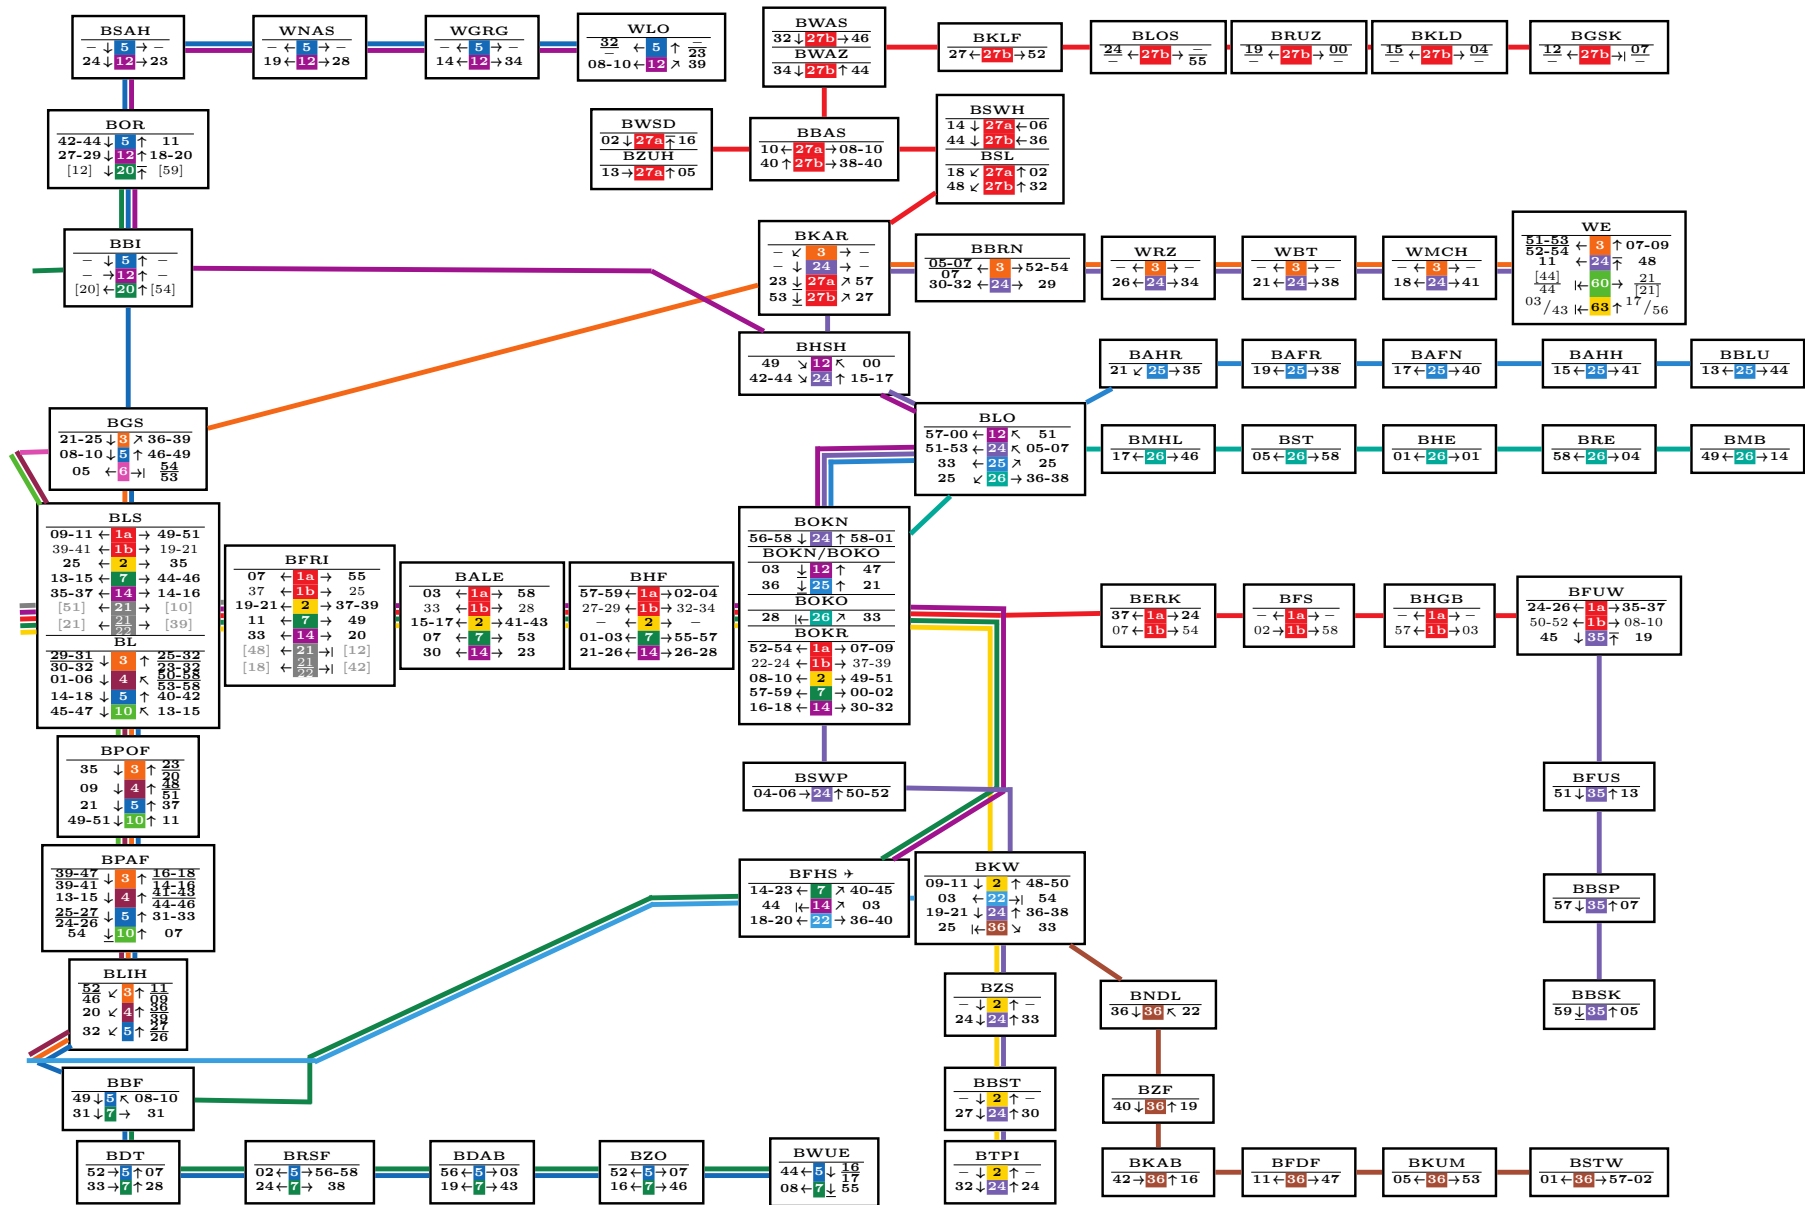 BSAH
– ↓ 5 → –
24 ↓ 12 → 23
WNAS
– ← 5 → –
19 ← 12 → 28
WGRG
– ← 5 → –
14 ← 12 → 34
WLO
32/– ← 5 ↑ –/23
08-10 ← 12 ↗ 39
BWAS
32 ↓ 27b → 46
BWAZ
34 ↓ 27b ↑ 44
BKLF
27 ← 27b → 52
BLOS
24/– ← 27b → –/55
BRUZ
19/– ← 27b → 00/–
BKLD
15/– ← 27b → 04/–
BGSK
12/– ← 27b →| 07/–
BOR
42-44 ↓ 5 ↑ 11
27-29 ↓ 12 ↑ 18-20
[12] ↓ 20 ↑ [59]
BWSD
02 ↓ 27a ↑ 16
BZUH
13 → 27a ↑ 05
BBAS
10 ← 27a → 08-10
40 ↑ 27b → 38-40
BSWH
14 ↓ 27a ← 06
44 ↓ 27b ← 36
BSL
18 ↙ 27a ↑ 02
48 ↙ 27b ↑ 32
BBI
– ↓ 5 ↑ –
– → 12 ↑ –
[20] ← 20 ↑ [54]
BKAR
– ↙ 3 → –
– ↓ 24 → –
23 ↓ 27a ↗ 57
53 ↓ 27b ↗ 27
BBRN
05-07/07 ← 3 → 52-54
30-32 ← 24 → 29
WRZ
– ← 3 → –
26 ← 24 → 34
WBT
– ← 3 → –
21 ← 24 → 38
WMCH
– ← 3 → –
18 ← 24 → 41
WE
51-53/52-54 ← 3 ↑ 07-09
11 ← 24 ↑ 48
[44]/44 |← 60 → 21/[21]
03/43 |← 63 ↑ 17/56
BHSH
49 ↘ 12 ↖ 00
42-44 ↘ 24 ↑ 15-17
BAHR
21 ↙ 25 → 35
BAFR
19 ← 25 → 38
BAFN
17 ← 25 → 40
BAHH
15 ← 25 → 41
BBLU
13 ← 25 → 44
BGS
21-25 ↓ 3 ↗ 36-39
08-10 ↓ 5 ↑ 46-49
05 ← 6 →| 54/53
BLO
57-00 ← 12 ↖ 51
51-53 ← 24 ↖ 05-07
33 ← 25 ↗ 25
25 ↙ 26 → 36-38
BMHL
17 ← 26 → 46
BST
05 ← 26 → 58
BHE
01 ← 26 → 01
BRE
58 ← 26 → 04
BMB
49 ← 26 → 14
BLS
09-11 ← 1a → 49-51
39-41 ← 1b → 19-21
25 ← 2 → 35
13-15 ← 7 → 44-46
35-37 ← 14 → 14-16
[51] ← 21 → [10]
[21] ← 21/22 → [39]
BL
29-31/30-32 ↓ 3 ↑ 25-32/23-32
01-06 ↓ 4 ↖ 50-58/53-58
14-18 ↓ 5 ↑ 40-42
45-47 ↓ 10 ↖ 13-15
BFRI
07 ← 1a → 55
37 ← 1b → 25
19-21 ← 2 → 37-39
11 ← 7 → 49
33 ← 14 → 20
[48] ← 21 →| [12]
[18] ← 21/22 →| [42]
BALE
03 ← 1a → 58
33 ← 1b → 28
15-17 ← 2 → 41-43
07 ← 7 → 53
30 ← 14 → 23
BHF
57-59 ← 1a → 02-04
27-29 ← 1b → 32-34
– ← 2 → –
01-03 ← 7 → 55-57
21-26 ← 14 → 26-28
BOKN
56-58 ↓ 24 ↑ 58-01
BOKN/BOKO
03 ↓ 12 ↑ 47
36 ↓ 25 ↑ 21
BOKO
28 |← 26 ↗ 33
BOKR
52-54 ← 1a → 07-09
22-24 ← 1b → 37-39
08-10 ← 2 → 49-51
57-59 ← 7 → 00-02
16-18 ← 14 → 30-32
BERK
37 ← 1a → 24
07 ← 1b → 54
BFS
– ← 1a → –
02 → 1b → 58
BHGB
– ← 1a → –
57 ← 1b → 03
BFUW
24-26 ← 1a → 35-37
50-52 ← 1b → 08-10
45 ↓ 35 ↑ 19
BPOF
35 ↓ 3 ↑ 23/20
09 ↓ 4 ↑ 48/51
21 ↓ 5 ↑ 37
49-51 ↓ 10 ↑ 11
BSWP
04-06 → 24 ↑ 50-52
BFUS
51 ↓ 35 ↑ 13
BPAF
39-47/39-41 ↓ 3 ↑ 16-18/14-16
13-15 ↓ 4 ↑ 41-43/44-46
25-27/24-26 ↓ 5 ↑ 31-33
54 ↓ 10 ↑ 07
BFHS ✈
14-23 ← 7 ↗ 40-45
44 |← 14 ↗ 03
18-20 ← 22 → 36-40
BKW
09-11 ↓ 2 ↑ 48-50
03 ← 22 →| 54
19-21 ↓ 24 ↑ 36-38
25 |← 36 ↘ 33
BBSP
57 ↓ 35 ↑ 07
BLIH
52/46 ↙ 3 ↑ 11/09
20 ↙ 4 ↑ 36/39
32 ↙ 5 ↑ 27/26
BZS
– ↓ 2 ↑ –
24 ↓ 24 ↑ 33
BNDL
36 ↓ 36 ↖ 22
BBSK
59 ↓ 35 ↑ 05
BBF
49 ↓ 5 ↖ 08-10
31 ↓ 7 → 31
BBST
– ↓ 2 ↑ –
27 ↓ 24 ↑ 30
BZF
40 ↓ 36 ↑ 19
BDT
52 → 5 ↑ 07
33 → 7 ↑ 28
BRSF
02 ← 5 → 56-58
24 ← 7 → 38
BDAB
56 ← 5 → 03
19 ← 7 → 43
BZO
52 ← 5 → 07
16 ← 7 → 46
BWUE
44 ← 5 ↓ 16/17
08 ← 7 ↓ 55
BTPI
– ↓ 2 ↑ –
32 ↓ 24 ↑ 24
BKAB
42 → 36 ↑ 16
BFDF
11 ← 36 → 47
BKUM
05 ← 36 → 53
BSTW
01 ← 36 → 57-02